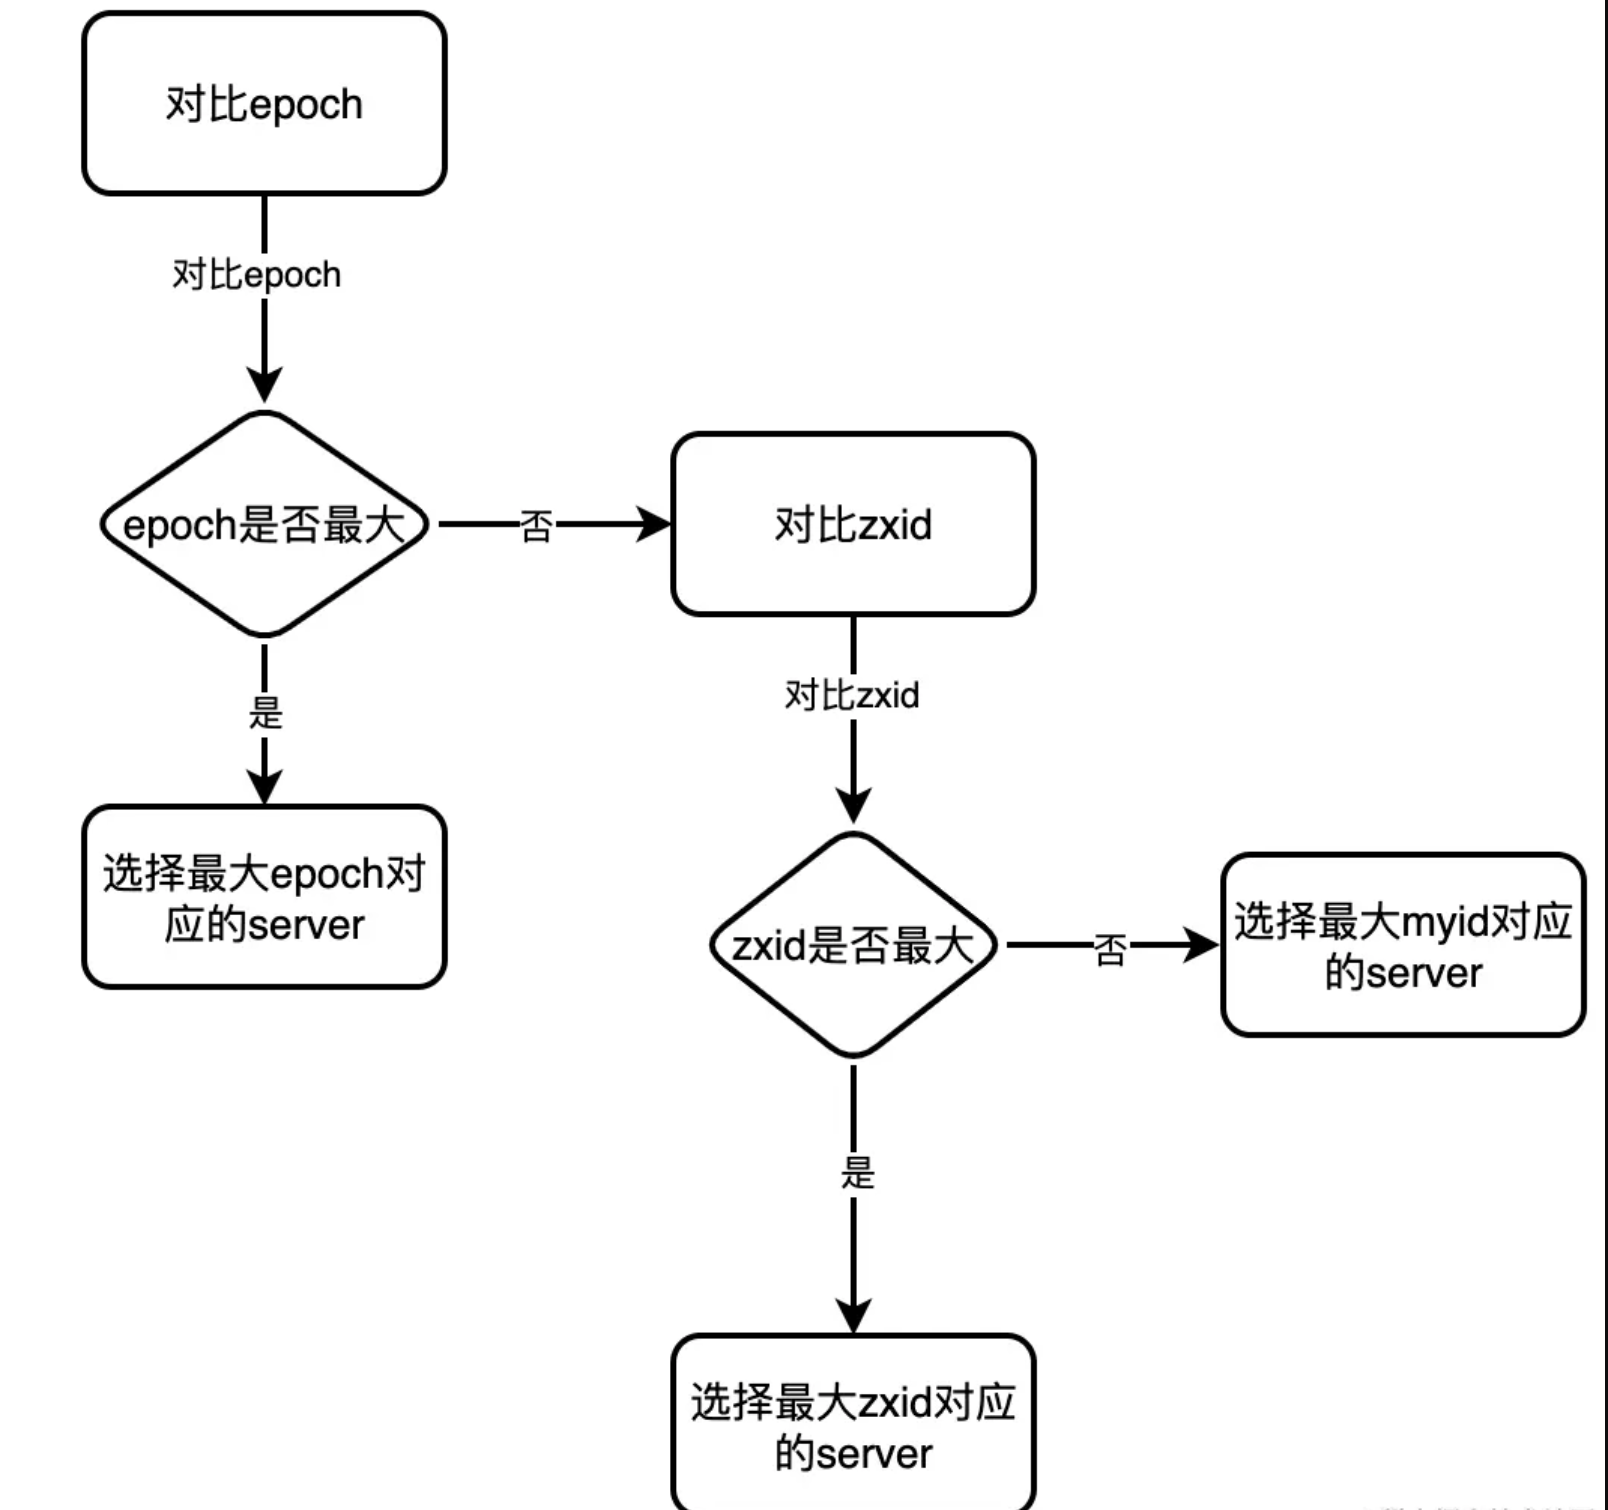 对比epoch
对比epoch
epoch是否最大
否
对比zxid
是
对比zxid
选择最大epoch对
应的server
zxid是否最大
否
选择最大myid对应
的server
是
选择最大zxid对应
的server